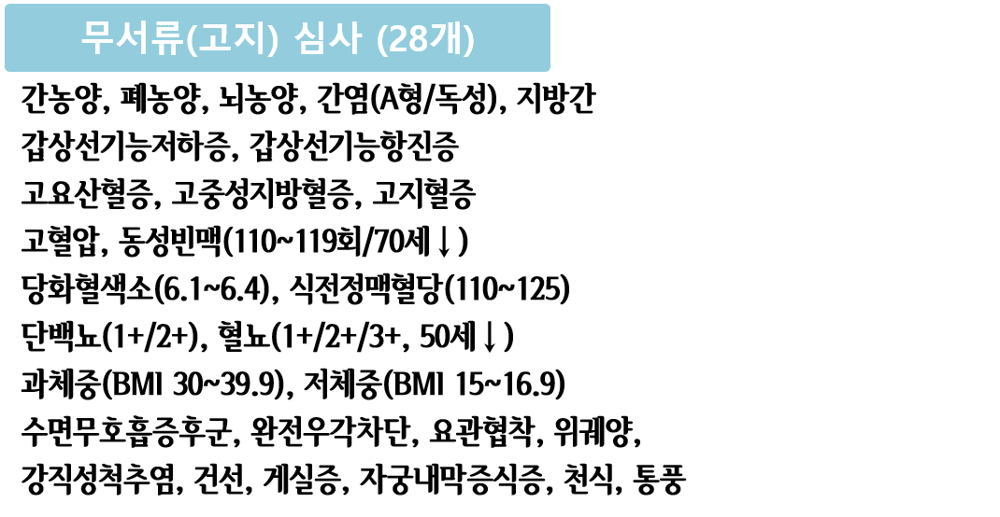 무서류(고지) 심사 (28개)
간농양, 폐농양, 뇌농양, 간염(A형/독성), 지방간
갑상선기능저하증, 갑상선기능항진증
고요산혈증, 고중성지방혈증, 고지혈증
고혈압, 동성빈맥(110~119회/70세↓)
당화혈색소(6.1~6.4), 식전정맥혈당(110~125)
단백뇨(1+/2+), 혈뇨(1+/2+/3+, 50세↓)
과체중(BMI 30~39.9), 저체중(BMI 15~16.9)
수면무호흡증후군, 완전우각차단, 요관협착, 위궤양,
강직성척추염, 건선, 게실증, 자궁내막증식증, 천식, 통풍